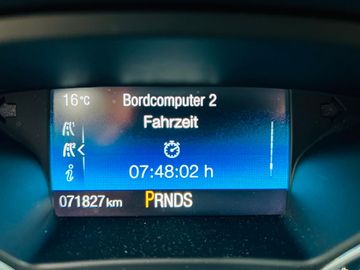 16°C Bordcomputer 2
Fahrzeit
i
07:48:02 h
071827km PRNDS